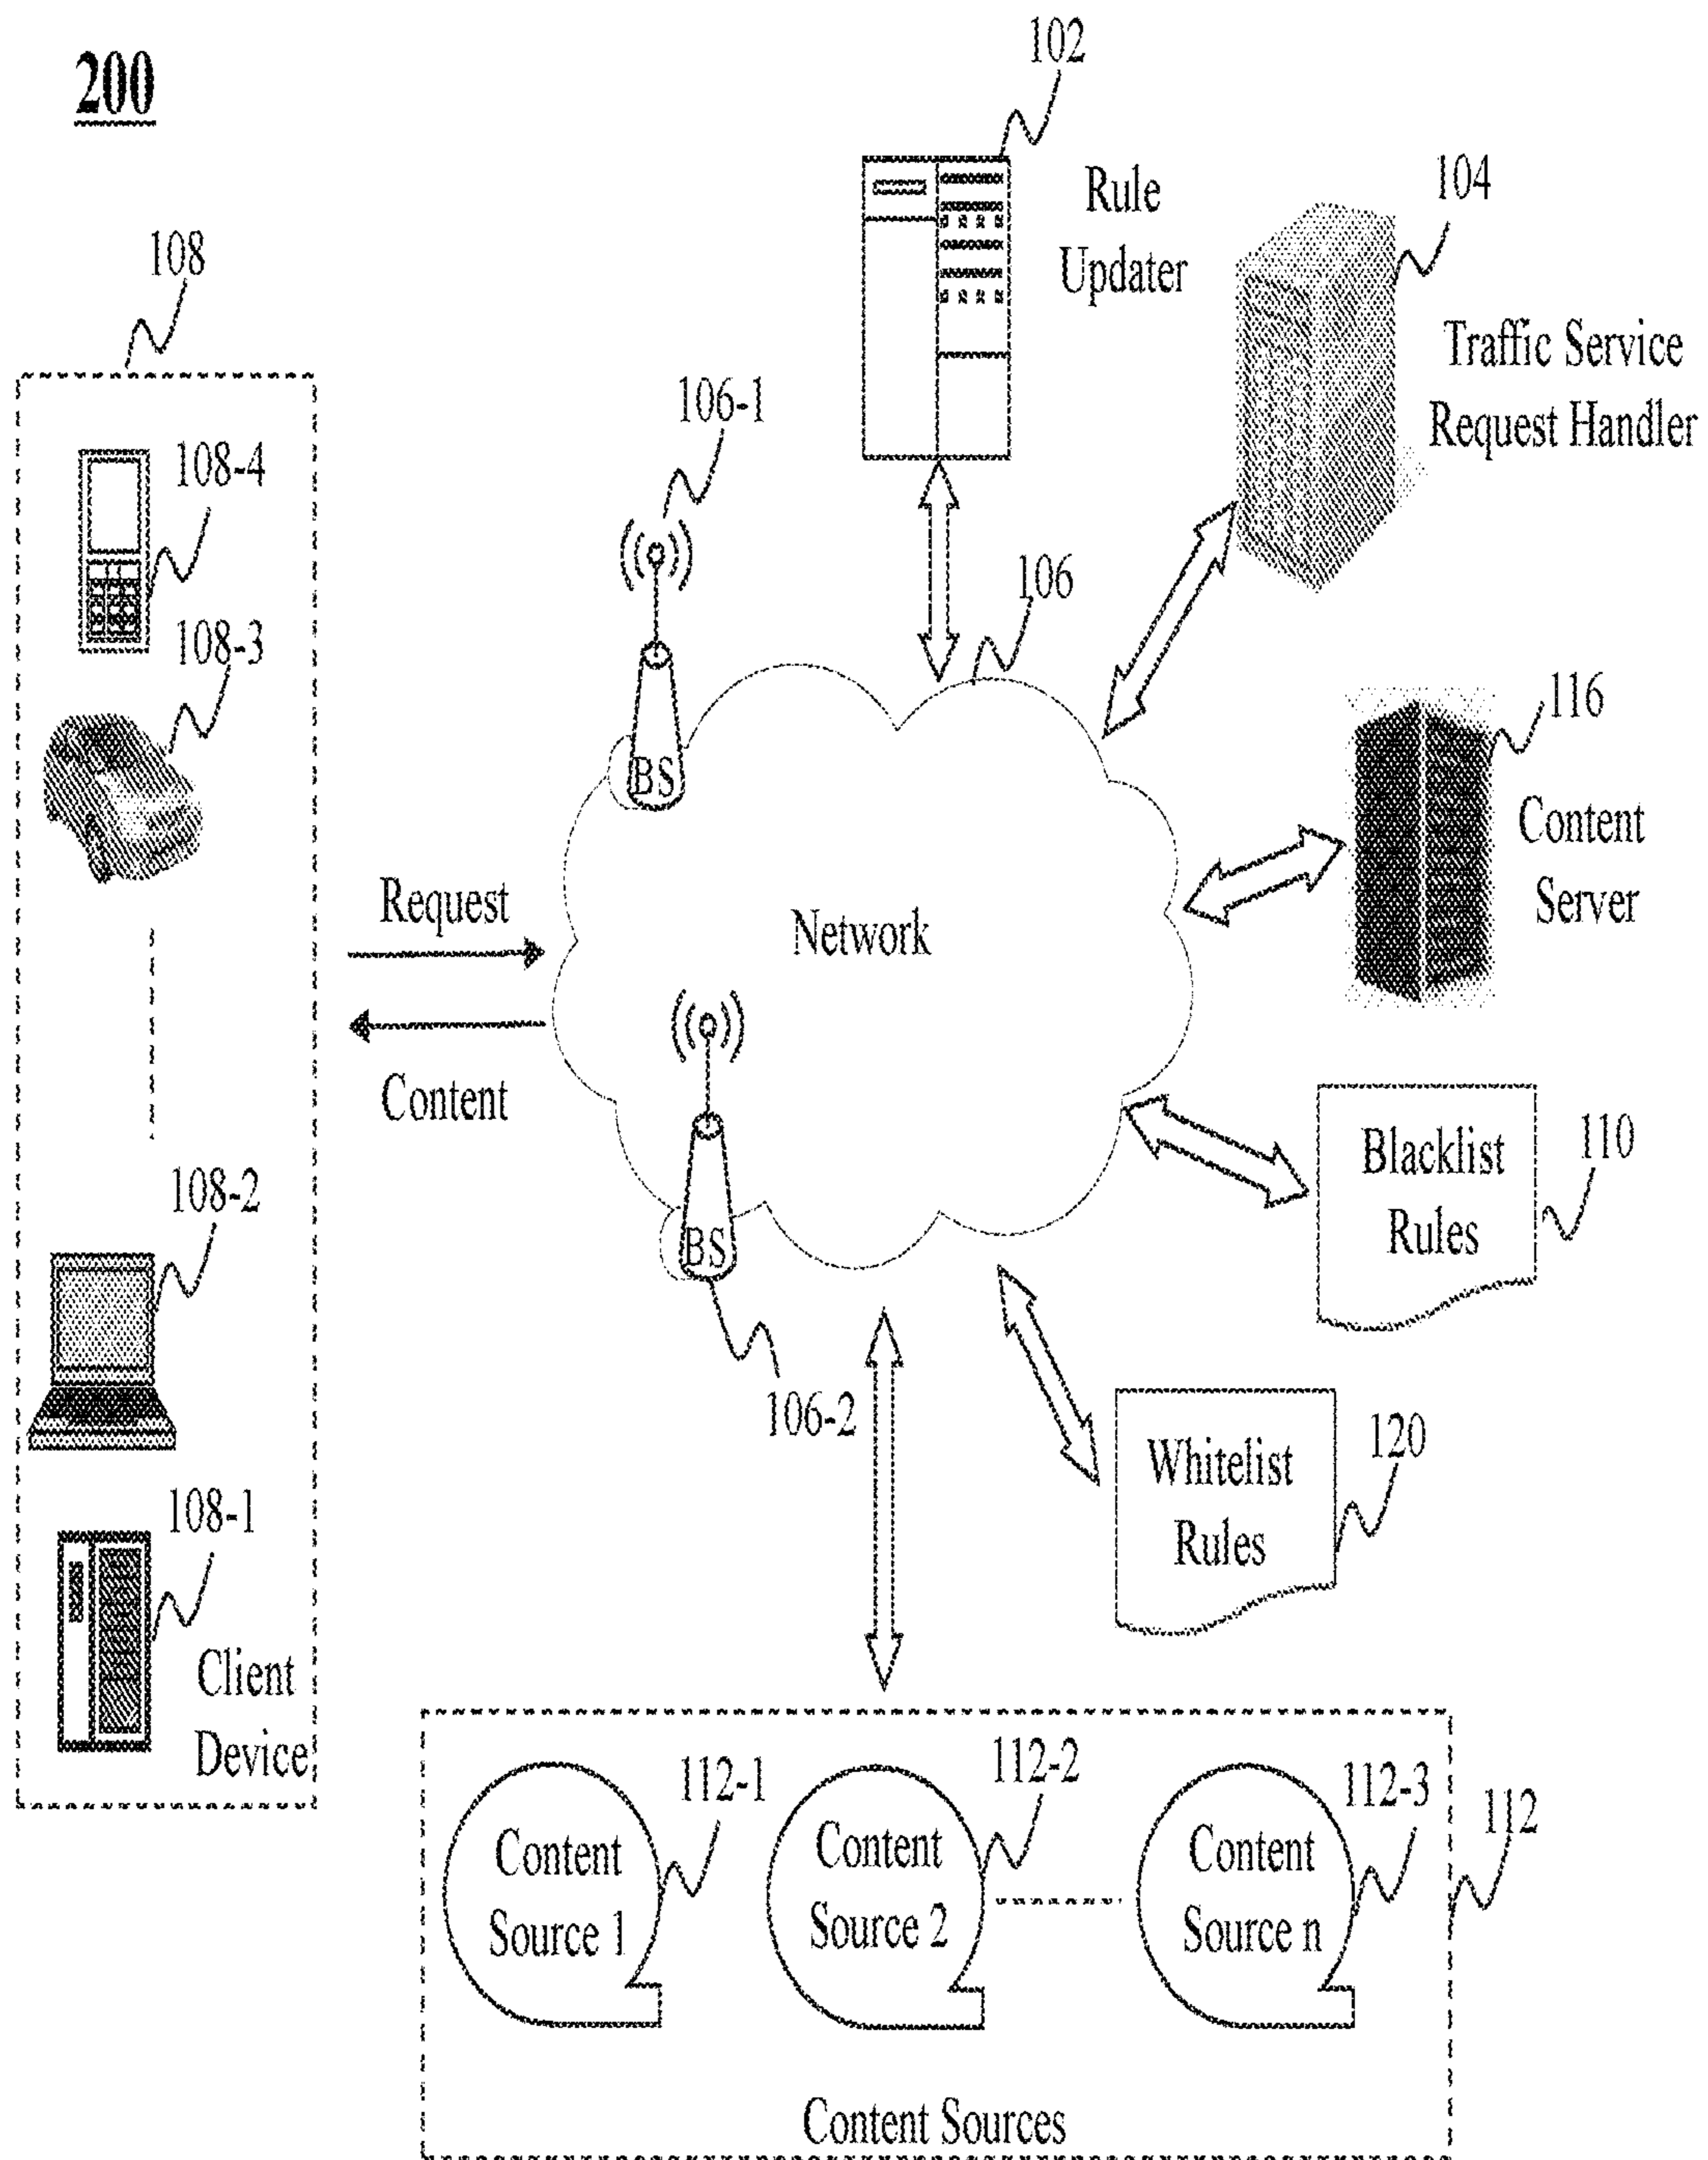 200
102
Rule
Updater
104
Traffic Service
Request Handler
108
108-4
108-3
108-2
108-1
Client
Device
106-1
106
BS
Network
BS
106-2
Request
Content
116
Content
Server
Blacklist
Rules
110
Whitelist
Rules
120
Content
Source 1
112-1
Content
Source 2
112-2
Content
Source n
112-3
112
Content Sources